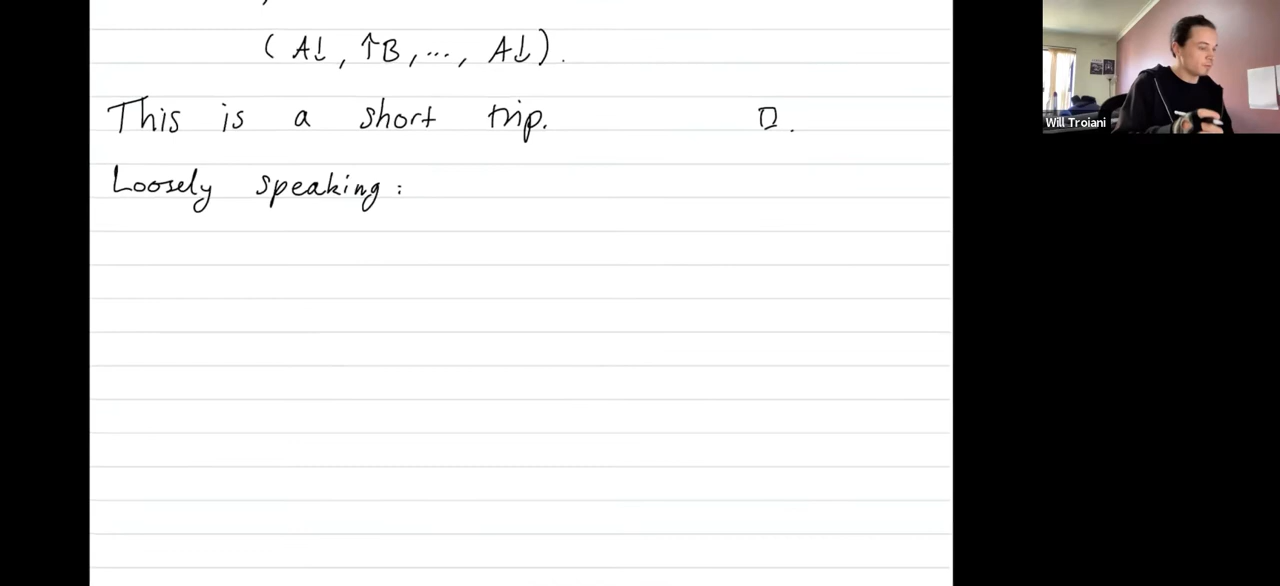 ( A↓ , ↑B , ... , A↓ ) .
This is a short trip. □ .
Loosely speaking :
Will Troiani